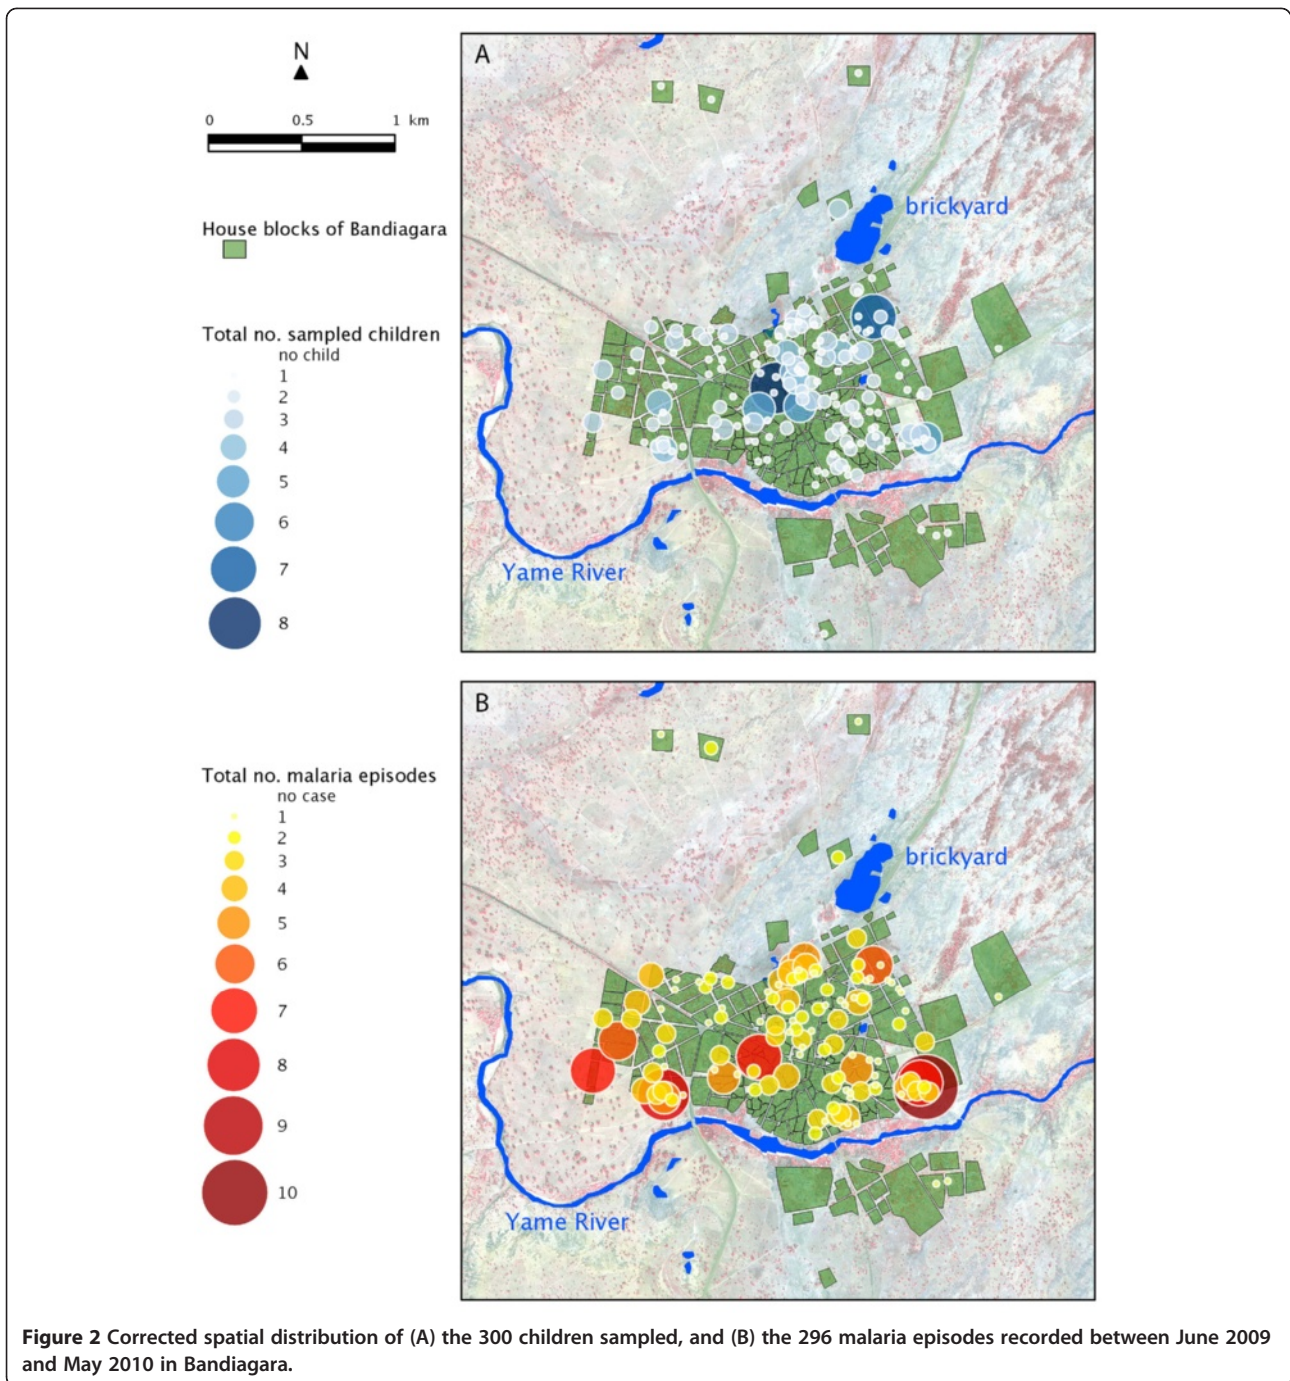 N
0 0.5 1 km
House blocks of Bandiagara
Total no. sampled children
no child
1
2
3
4
5
6
7
8
A
brickyard
Yame River
Total no. malaria episodes
no case
1
2
3
4
5
6
7
8
9
10
B
brickyard
Yame River
Figure 2 Corrected spatial distribution of (A) the 300 children sampled, and (B) the 296 malaria episodes recorded between June 2009
and May 2010 in Bandiagara.